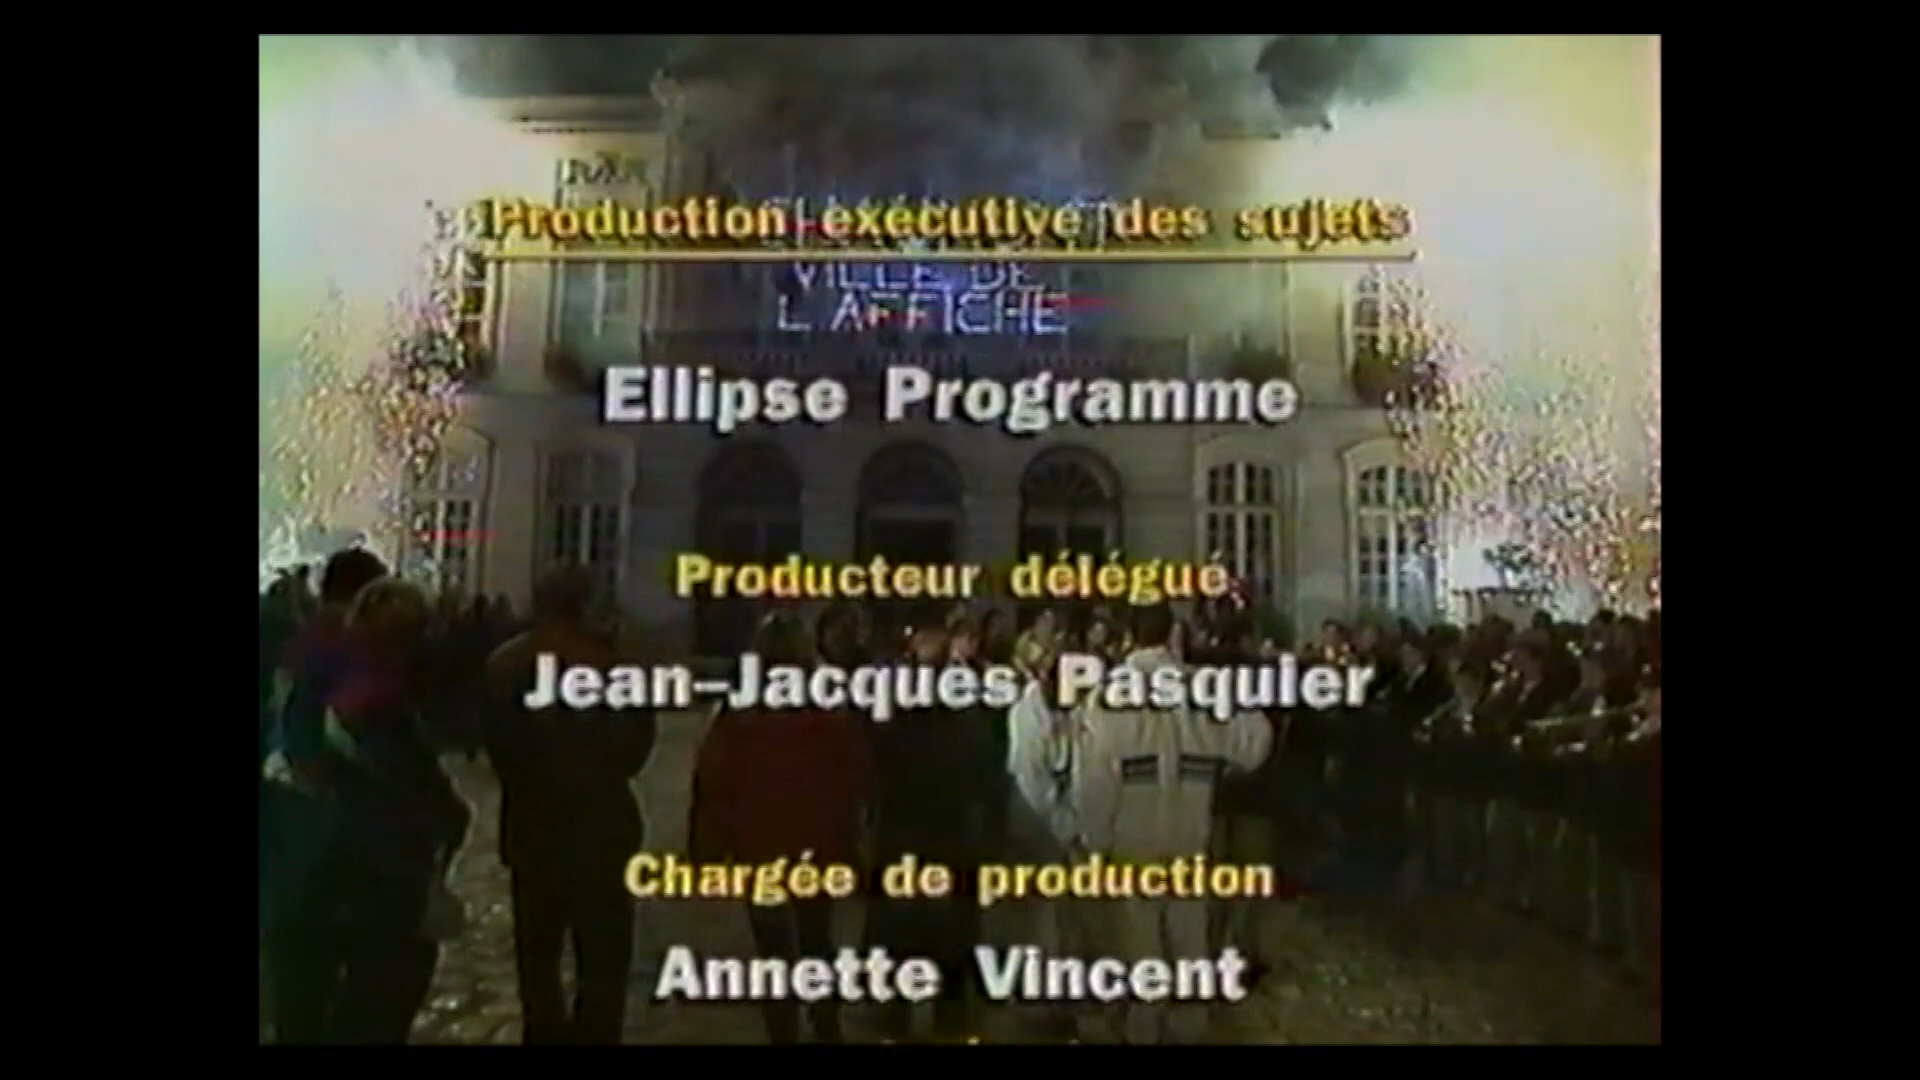 Production exécutive des sujets
VILLE DE
L'AFFICHE
Ellipse Programme
Producteur délégué
Jean-Jacques Pasquier
Chargée de production
Annette Vincent